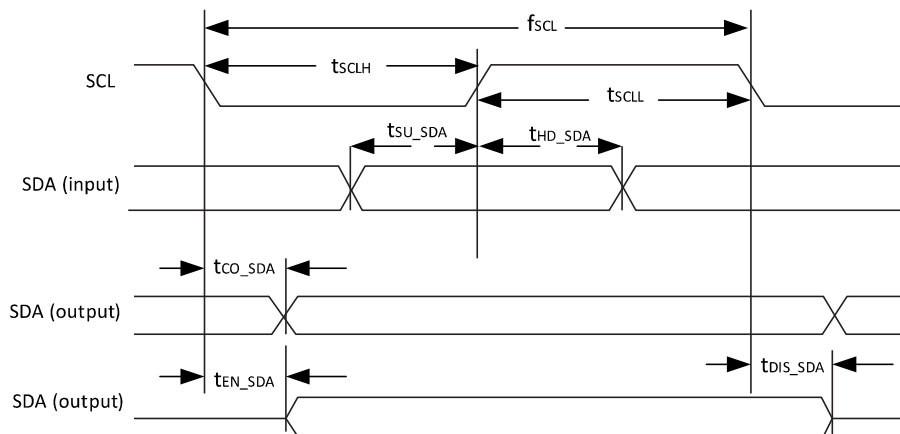 fSCL
SCL
tSCLH
tSCLL
tSU_SDA
tHD_SDA
SDA (input)
tCO_SDA
SDA (output)
tEN_SDA
tDIS_SDA
SDA (output)